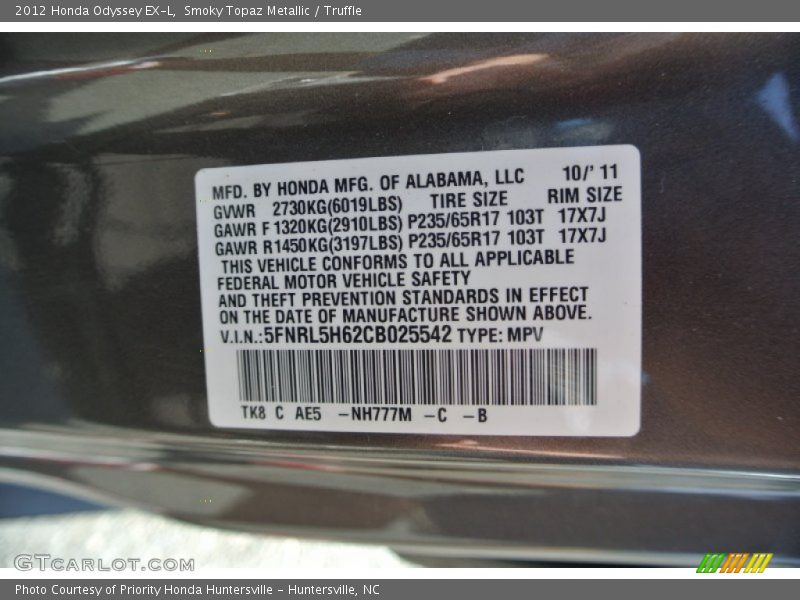 2012 Honda Odyssey EX-L,  Smoky Topaz Metallic / Truffle
MFD. BY HONDA MFG. OF ALABAMA, LLC 10/' 11
GVWR 2730KG(6019LBS) TIRE SIZE RIM SIZE
GAWR F 1320KG(2910LBS) P235/65R17 103T 17X7J
GAWR R1450KG(3197LBS) P235/65R17 103T 17X7J
THIS VEHICLE CONFORMS TO ALL APPLICABLE
FEDERAL MOTOR VEHICLE SAFETY
AND THEFT PREVENTION STANDARDS IN EFFECT
ON THE DATE OF MANUFACTURE SHOWN ABOVE.
V.I.N.:5FNRL5H62CB025542 TYPE: MPV
TK8 C AE5 -NH777M -C -B
GTCARLOT.COM
Photo Courtesy of Priority Honda Huntersville - Huntersville, NC